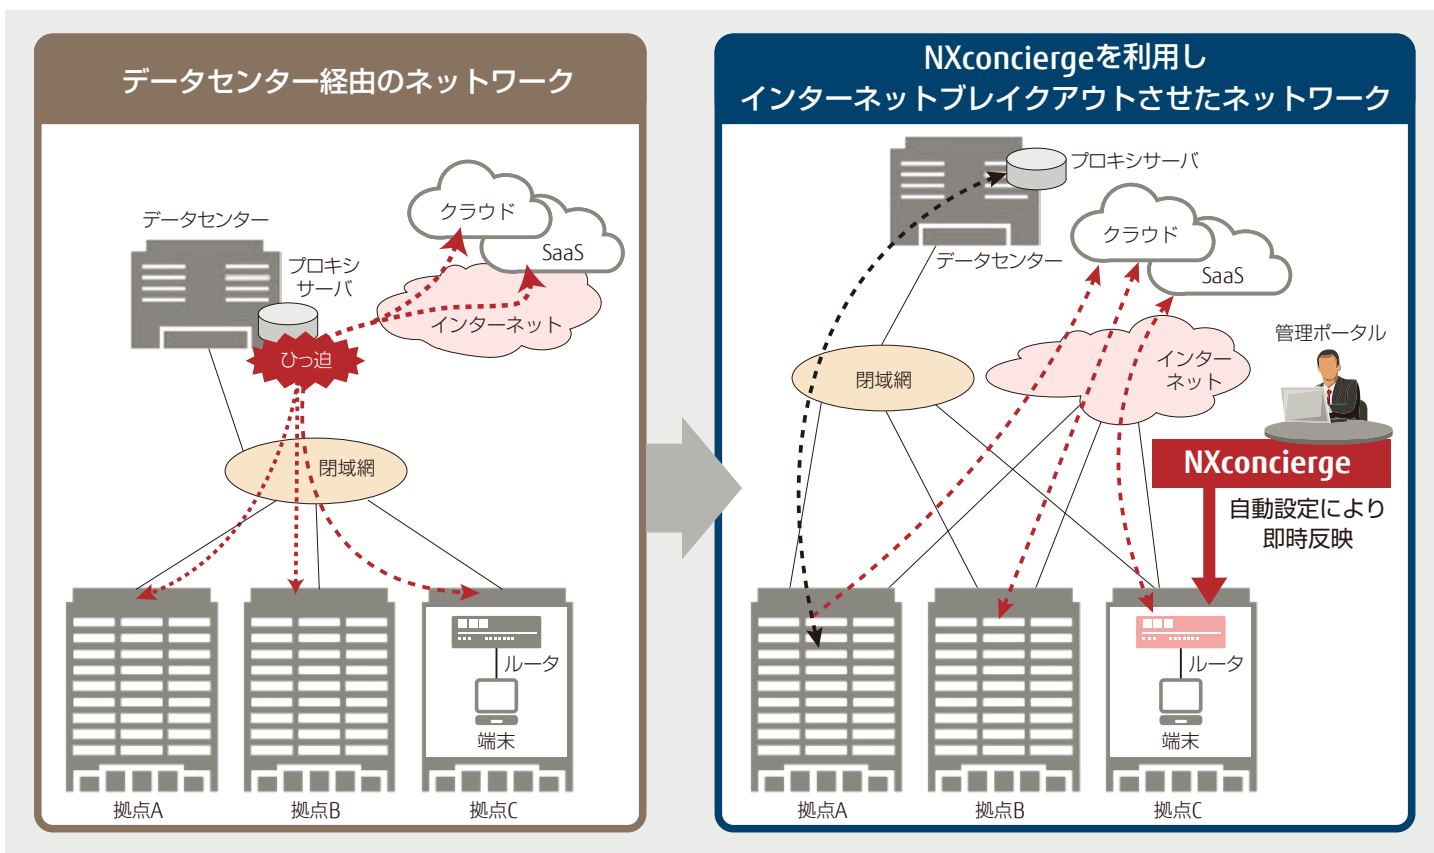 データセンター経由のネットワーク
クラウド
SaaS
データセンター
プロキシ
サーバ
インターネット
ひっ迫
閉域網
ルータ
端末
拠点A
拠点B
拠点C
NXconciergeを利用し
インターネットブレイクアウトさせたネットワーク
プロキシサーバ
クラウド
データセンター
SaaS
管理ポータル
インター
ネット
閉域網
NXconcierge
自動設定により
即時反映
ルータ
端末
拠点A
拠点B
拠点C